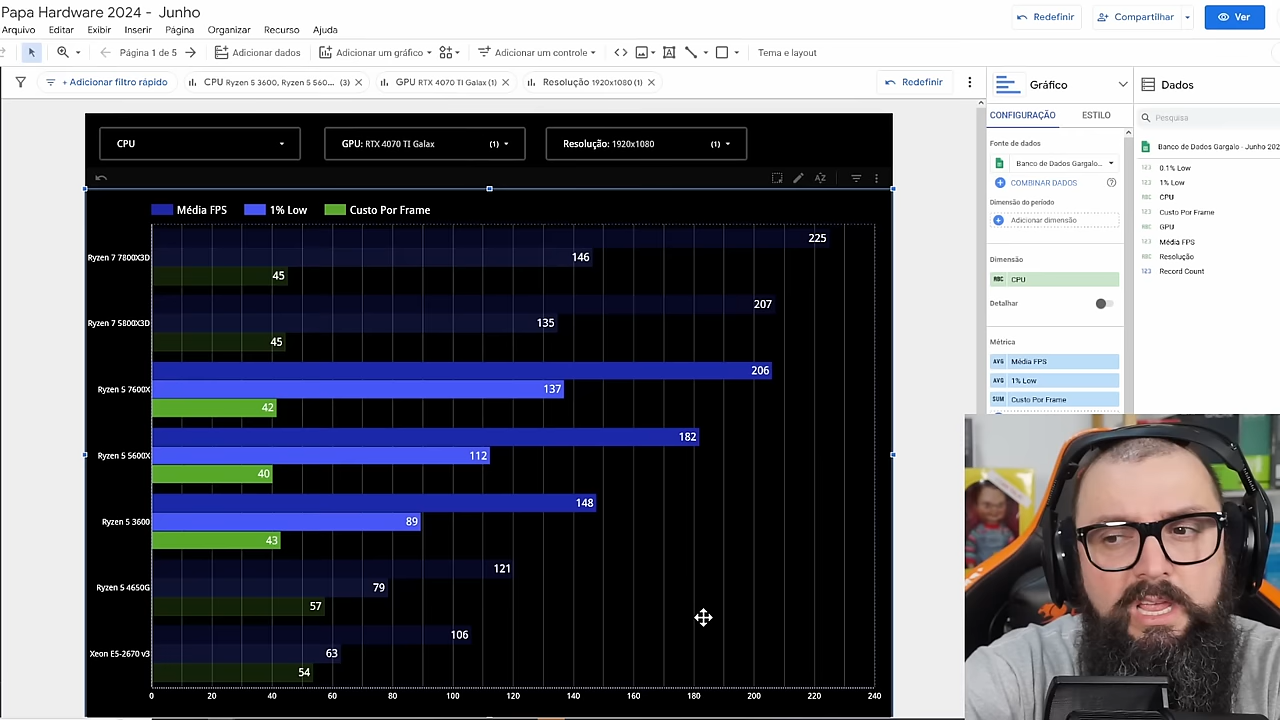 Papa Hardware 2024 - Junho
Arquivo Editar Exibir Inserir Página Organizar Recurso Ajuda
Redefinir
Compartilhar
Ver
Página 1 de 5
Adicionar dados
Adicionar um gráfico
Adicionar um controle
Tema e layout
+ Adicionar filtro rápido
CPU Ryzen 5 3600, Ryzen 5 560... (3)
GPU RTX 4070 TI Galax (1)
Resolução 1920x1080 (1)
Redefinir
CPU
GPU: RTX 4070 TI Galax (1)
Resolução: 1920x1080 (1)
Média FPS 1% Low Custo Por Frame
225
Ryzen 7 7800X3D 146
45
207
Ryzen 7 5800X3D 135
45
206
Ryzen 5 7600X 137
42
182
Ryzen 5 5600X 112
40
148
Ryzen 5 3600 89
43
121
Ryzen 5 4650G 79
57
106
Xeon E5-2670 v3 63
54
0 20 40 60 80 100 120 140 160 180 200 220 240
Gráfico
CONFIGURAÇÃO ESTILO
Fonte de dados
Banco de Dados Gargalo...
COMBINAR DADOS
Dimensão do período
Adicionar dimensão
Dimensão
RBC CPU
Detalhar
Métrica
AVG Média FPS
AVG 1% Low
SUM Custo Por Frame
Dados
Pesquisa
Banco de Dados Gargalo - Junho 202
123 0.1% Low
123 1% Low
RBC CPU
123 Custo Por Frame
RBC GPU
123 Média FPS
RBC Resolução
123 Record Count